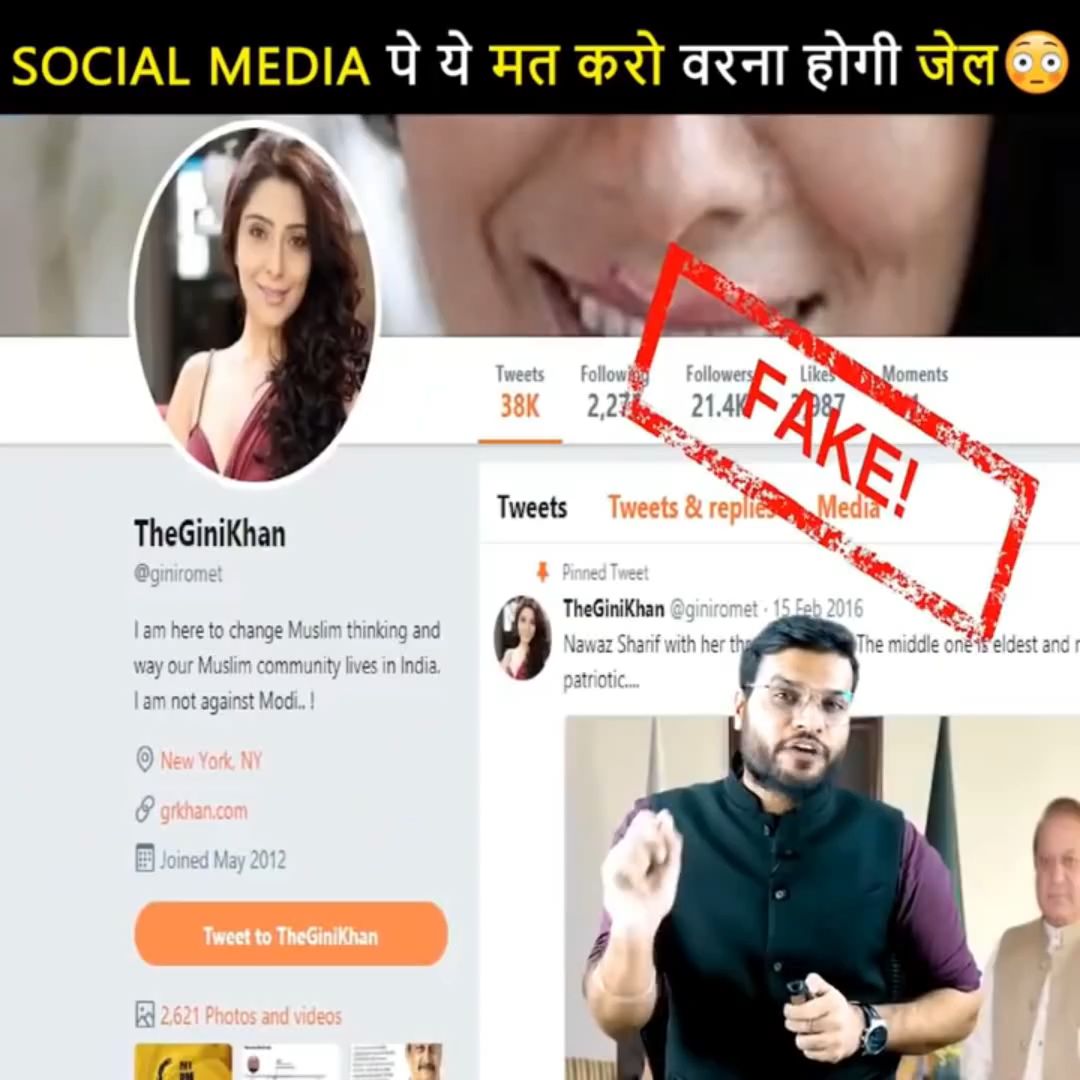 SOCIAL MEDIA पे ये मत करो वरना होगी जेल
Tweets Following Followers Likes Moments
38K 21.4K
FAKE!
Tweets Tweets & replies Media
TheGiniKhan
@giniromet
I am here to change Muslim thinking and
way our Muslim community lives in India.
I am not against Modi.. !
New York, NY
grkhan.com
Joined May 2012
Tweet to TheGiniKhan
2,621 Photos and videos
Pinned Tweet
TheGiniKhan @giniromet · 15 Feb 2016
Nawaz Sharif with her The middle one is eldest and
patriotic....